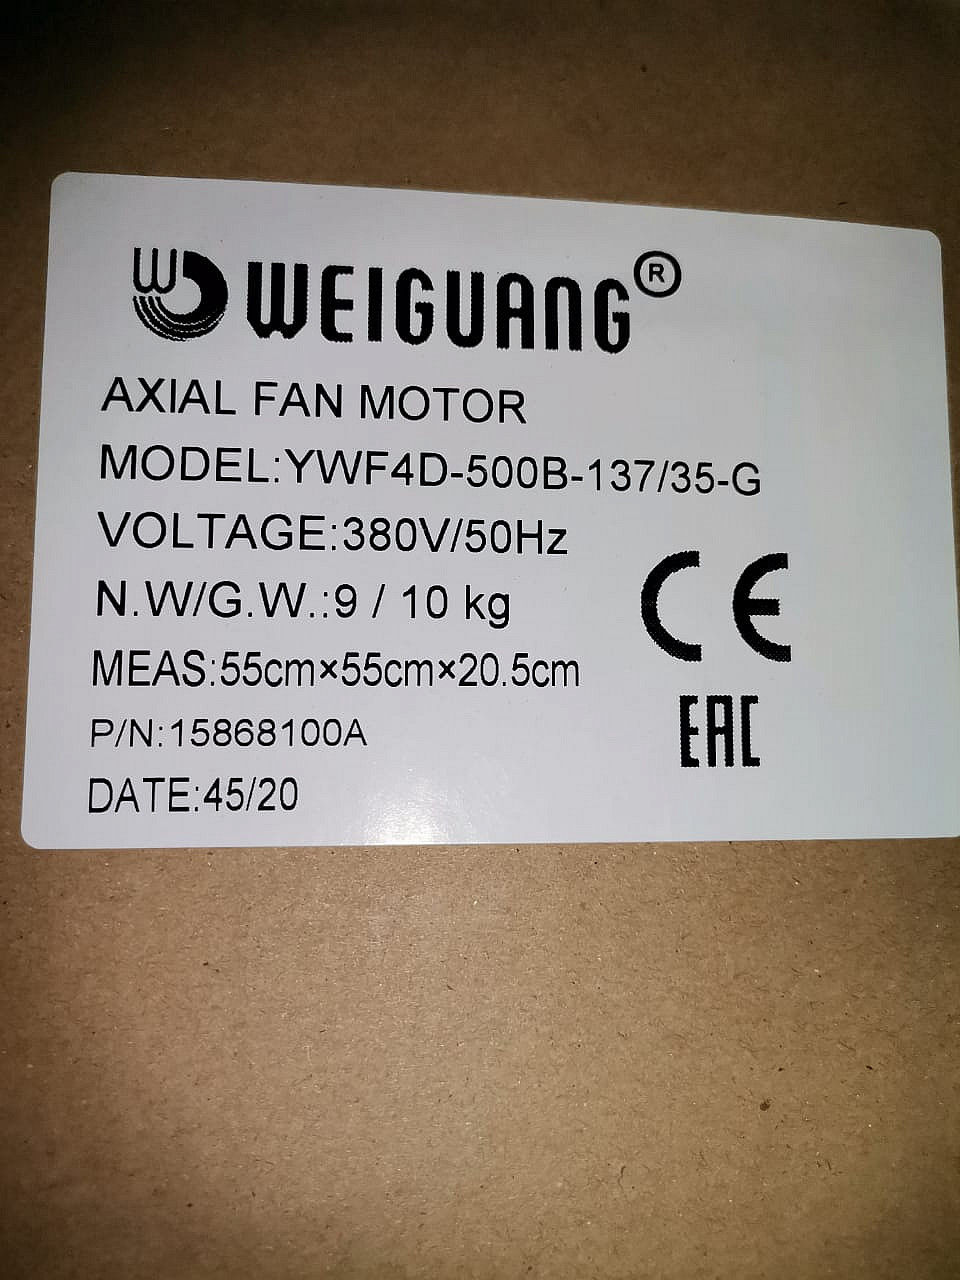 WEIGUANG®
AXIAL FAN MOTOR
MODEL:YWF4D-500B-137/35-G
VOLTAGE:380V/50Hz
N.W/G.W.:9 / 10 kg
MEAS:55cm×55cm×20.5cm
P/N:15868100A
DATE:45/20
CE
EAC